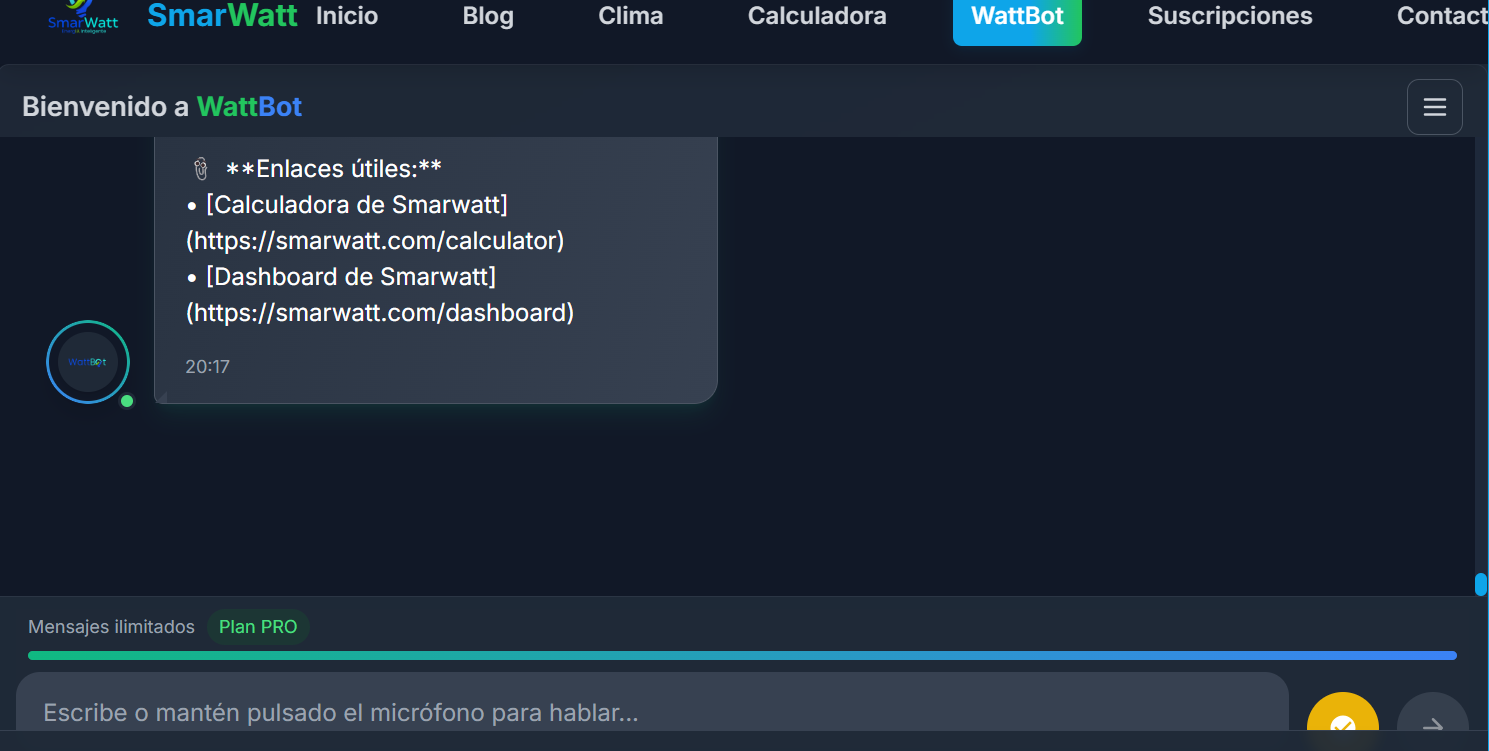 SmarWatt
Energía Inteligente
SmarWatt Inicio Blog Clima Calculadora WattBot Suscripciones Contact
Bienvenido a WattBot
**Enlaces útiles:**
• [Calculadora de Smarwatt]
(https://smarwatt.com/calculator)
• [Dashboard de Smarwatt]
(https://smarwatt.com/dashboard)
WattBot
20:17
Mensajes ilimitados Plan PRO
Escribe o mantén pulsado el micrófono para hablar...